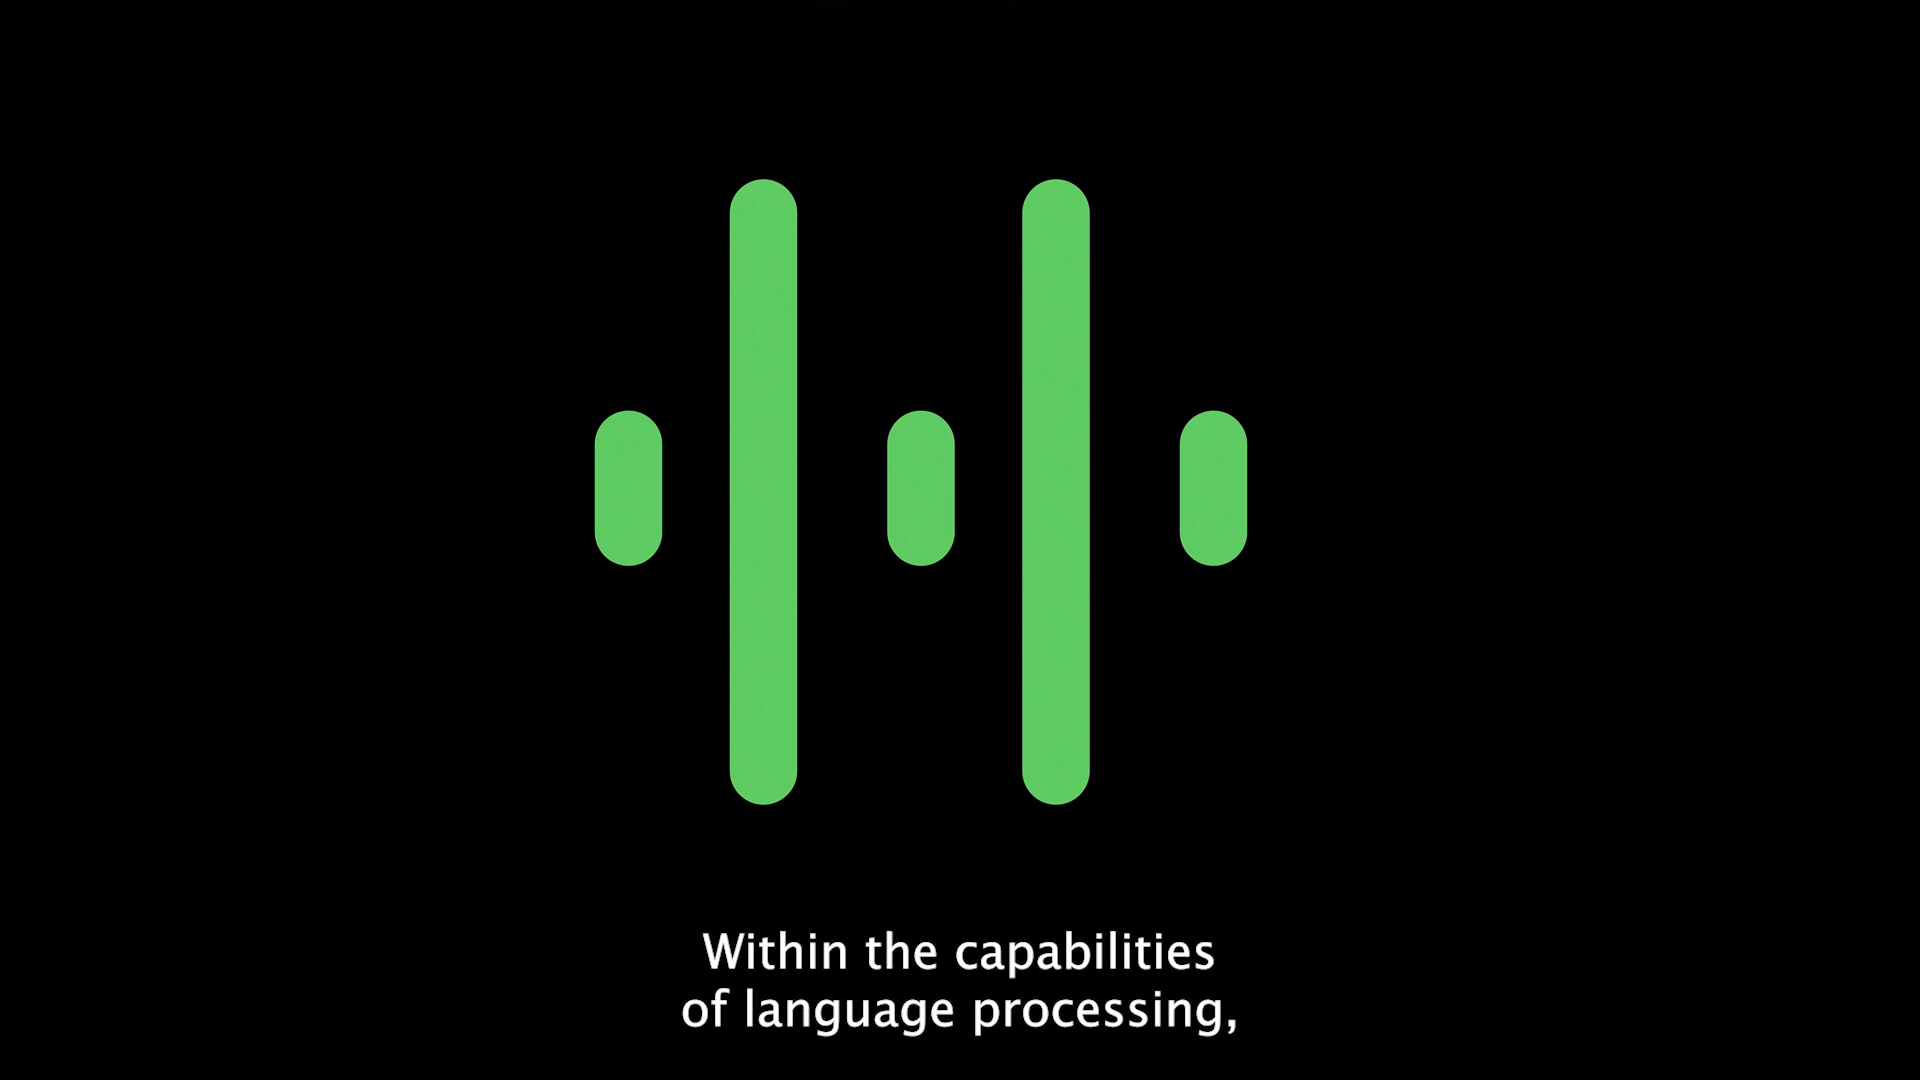 Within the capabilities
of language processing,